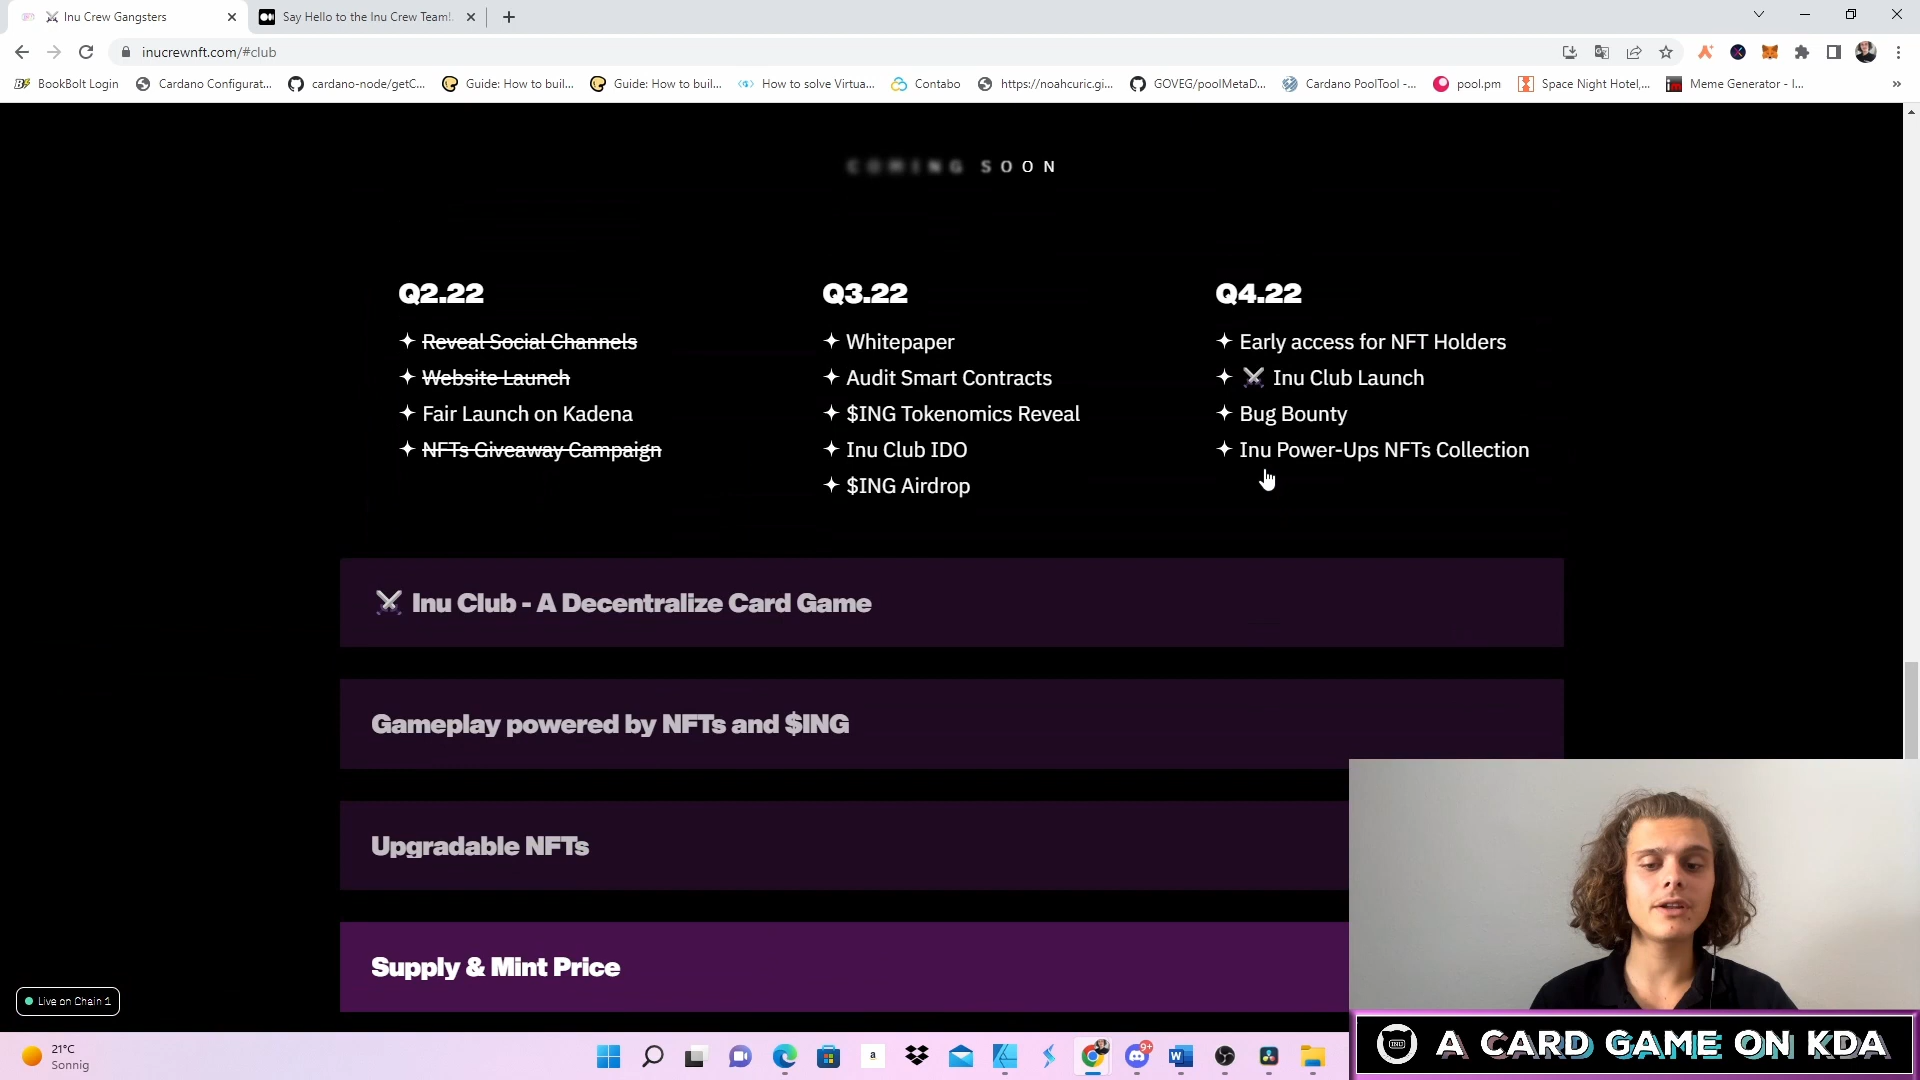 Inu Crew Gangsters
Say Hello to the Inu Crew Team!.
inucrewnft.com/#club
BookBolt Login
Cardano Configurat...
cardano-node/getC...
Guide: How to buil...
Guide: How to buil...
How to solve Virtua...
Contabo
https://noahcuric.gi...
GOVEG/poolMetaD...
Cardano PoolTool -...
pool.pm
Space Night Hotel,...
Meme Generator - I...
»
COMING SOON
Q2.22
Reveal Social Channels
Website Launch
Fair Launch on Kadena
NFTs Giveaway Campaign
Q3.22
Whitepaper
Audit Smart Contracts
$ING Tokenomics Reveal
Inu Club IDO
$ING Airdrop
Q4.22
Early access for NFT Holders
Inu Club Launch
Bug Bounty
Inu Power-Ups NFTs Collection
Inu Club - A Decentralize Card Game
Gameplay powered by NFTs and $ING
Upgradable NFTs
Supply & Mint Price
Live on Chain 1
21°C
Sonnig
a
9+
INU
A CARD GAME ON KDA